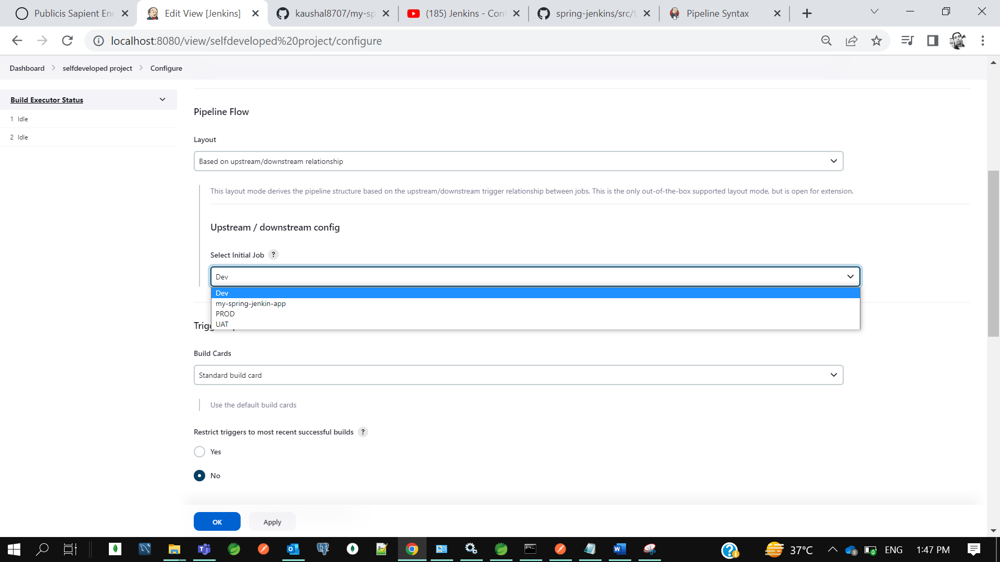 Publicis Sapient Enr
Edit View [Jenkins]
kaushal8707/my-sp
(185) Jenkins - Con
spring-jenkins/src/t
Pipeline Syntax
localhost:8080/view/selfdeveloped%20project/configure
Dashboard
selfdeveloped project
Configure
Build Executor Status
1 Idle
2 Idle
Pipeline Flow
Layout
Based on upstream/downstream relationship
This layout mode derives the pipeline structure based on the upstream/downstream trigger relationship between jobs. This is the only out-of-the-box supported layout mode, but is open for extension.
Upstream / downstream config
Select Initial Job ?
Dev
Dev
my-spring-jenkin-app
PROD
UAT
Build Cards
Standard build card
Use the default build cards
Restrict triggers to most recent successful builds ?
Yes
No
OK
Apply
37°C
ENG
1:47 PM